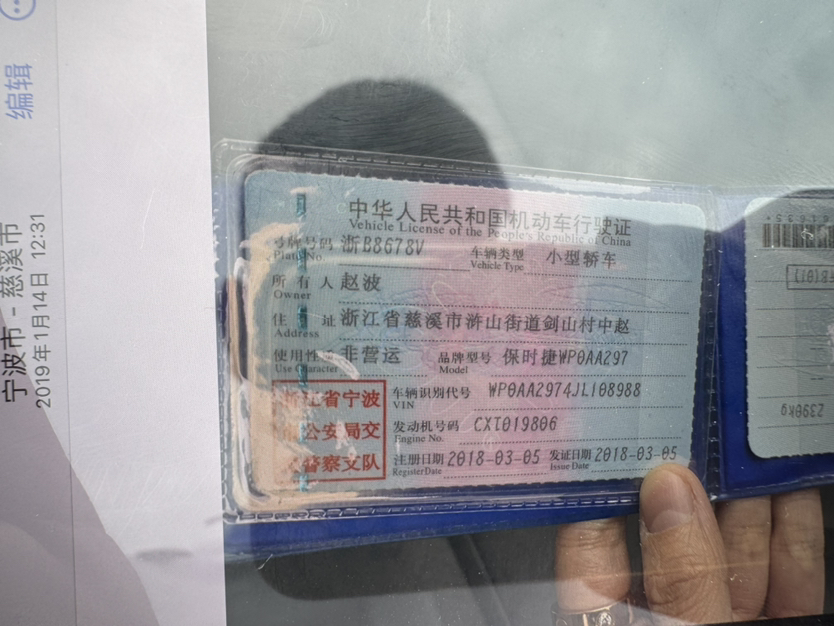 编辑
宁波市 - 慈溪市
2019年1月14日 12:31
中华人民共和国机动车行驶证
Vehicle License of the People's Republic of China
号牌号码 浙B8678V 车辆类型 小型轿车
Plate No. Vehicle Type
所有人 赵波
Owner
住址 浙江省慈溪市浒山街道剑山村中赵
Address
使用性 非营运 品牌型号 保时捷WP0AA297
Use Character Model
浙江省宁波
公安局交
警察支队
车辆识别代号 WP0AA2974JL108988
VIN
发动机号码 CXT019806
Engine No.
注册日期 2018-03-05 发证日期 2018-03-05
Register Date Issue Date
2390kg